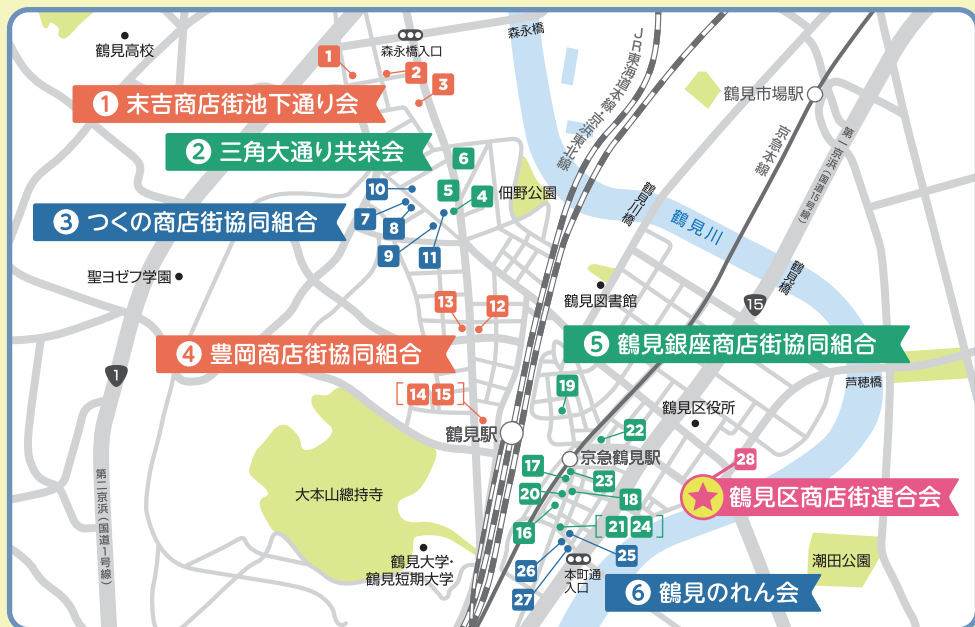 鶴見高校
森永橋入口
森永橋
1
2
3
① 末吉商店街池下通り会
JR東海道本線・京浜東北線
鶴見市場駅
京急本線
第一京浜(国道15号線)
② 三角大通り共栄会
6
5
4
佃野公園
10
7
8
9
11
③ つくの商店街協同組合
鶴見川橋
鶴見川
鶴見橋
聖ヨゼフ学園
鶴見図書館
15
13
12
④ 豊岡商店街協同組合
⑤ 鶴見銀座商店街協同組合
1
芦穂橋
14 15
19
鶴見区役所
鶴見駅
22
京急鶴見駅
28
鶴見区商店街連合会
17
23
20
18
16
21 24
第二京浜(国道1号線)
大本山總持寺
鶴見大学・
鶴見短期大学
25
26
27
本町通
入口
⑥ 鶴見のれん会
潮田公園